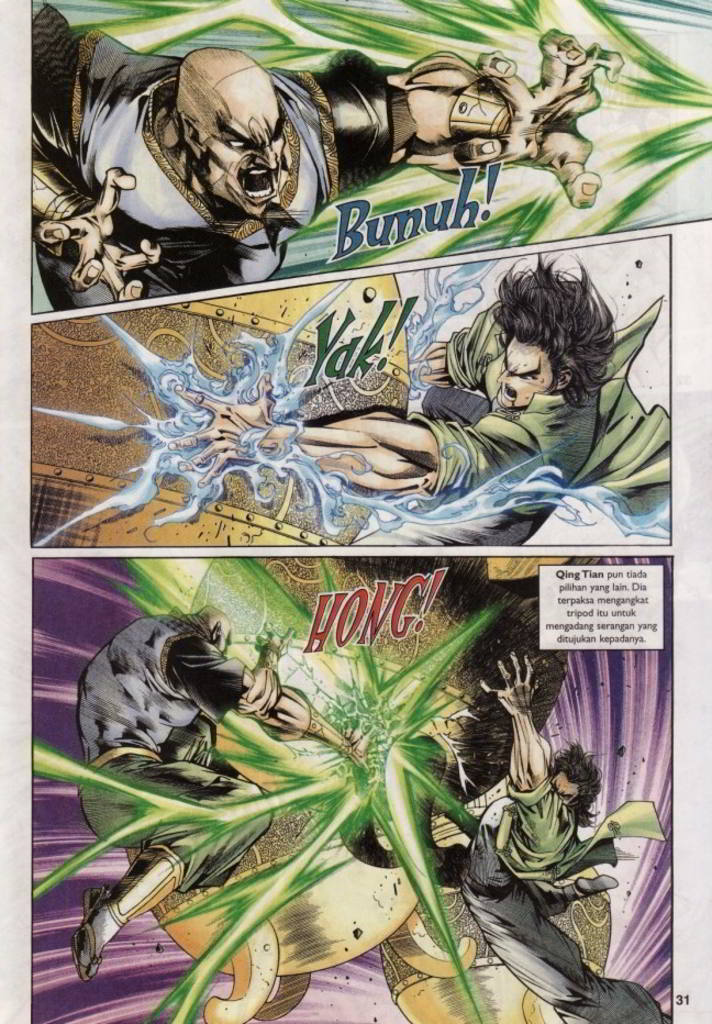 Bunuh!
Yak!
HONG!
Qing Tian pun tiada
pilihan yang lain. Dia
terpaksa mengangkat
tripod itu untuk
mengadang serangan yang
ditujukan kepadanya.
31